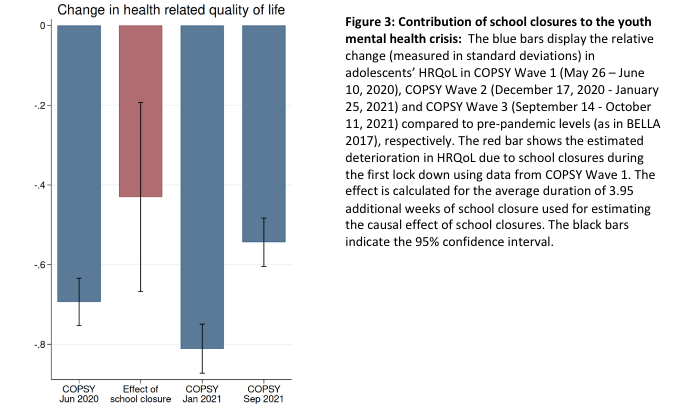 Change in health related quality of life
0
-.2
-.4
-.6
-.8
COPSY
Jun 2020
Effect of
school closure
COPSY
Jan 2021
COPSY
Sep 2021
Figure 3: Contribution of school closures to the youth
mental health crisis:  The blue bars display the relative
change (measured in standard deviations) in
adolescents’ HRQoL in COPSY Wave 1 (May 26 – June
10, 2020), COPSY Wave 2 (December 17, 2020 - January
25, 2021) and COPSY Wave 3 (September 14 - October
11, 2021) compared to pre-pandemic levels (as in BELLA
2017), respectively. The red bar shows the estimated
deterioration in HRQoL due to school closures during
the first lock down using data from COPSY Wave 1. The
effect is calculated for the average duration of 3.95
additional weeks of school closure used for estimating
the causal effect of school closures. The black bars
indicate the 95% confidence interval.